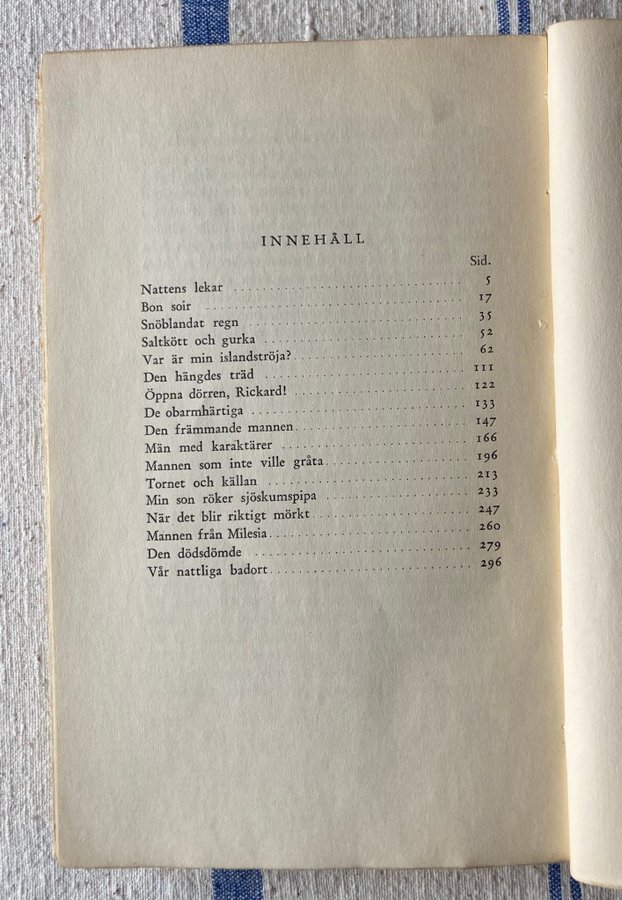 INNEHÅLL
Sid.
Nattens lekar 5
Bon soir 17
Snöblandat regn 35
Saltkött och gurka 52
Var är min islandströja? 62
Den hängdes träd 111
Öppna dörren, Rickard! 122
De obarmhärtiga 133
Den främmande mannen 147
Män med karaktärer 166
Mannen som inte ville gråta 196
Tornet och källan 213
Min son röker sjöskumspipa 233
När det blir riktigt mörkt 247
Mannen från Milesia 260
Den dödsdömde 279
Vår nattliga badort 296